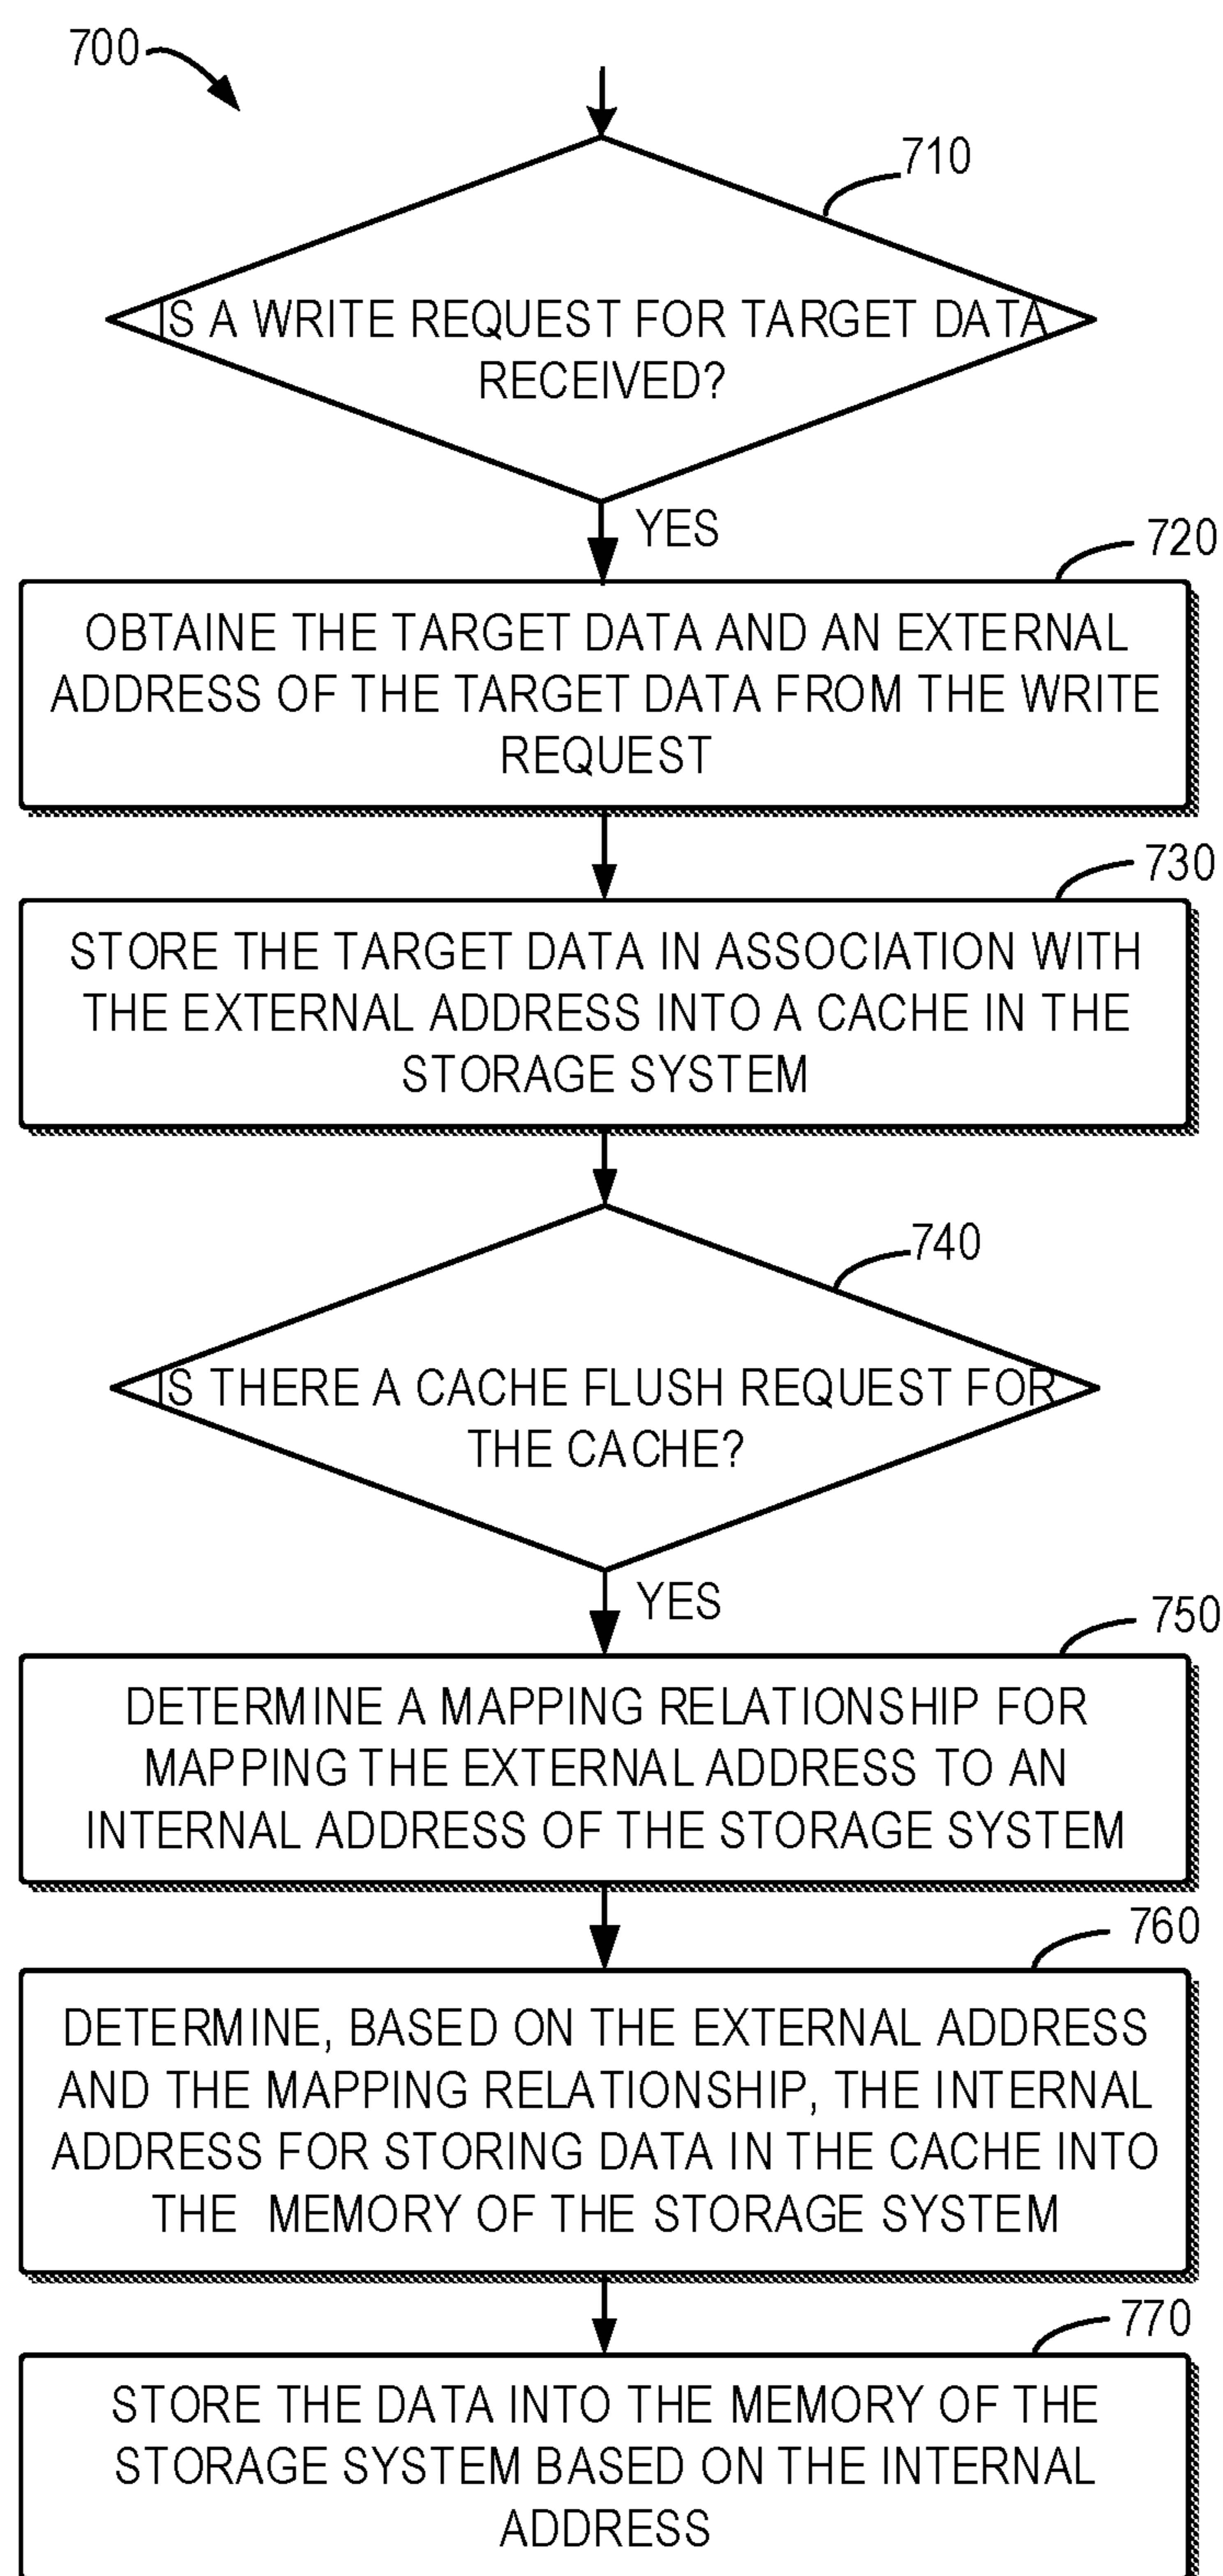 700
710
IS A WRITE REQUEST FOR TARGET DATA
RECEIVED?
YES
720
OBTAINE THE TARGET DATA AND AN EXTERNAL
ADDRESS OF THE TARGET DATA FROM THE WRITE
REQUEST
730
STORE THE TARGET DATA IN ASSOCIATION WITH
THE EXTERNAL ADDRESS INTO A CACHE IN THE
STORAGE SYSTEM
740
IS THERE A CACHE FLUSH REQUEST FOR
THE CACHE?
YES
750
DETERMINE A MAPPING RELATIONSHIP FOR
MAPPING THE EXTERNAL ADDRESS TO AN
INTERNAL ADDRESS OF THE STORAGE SYSTEM
760
DETERMINE, BASED ON THE EXTERNAL ADDRESS
AND THE MAPPING RELATIONSHIP, THE INTERNAL
ADDRESS FOR STORING DATA IN THE CACHE INTO
THE MEMORY OF THE STORAGE SYSTEM
770
STORE THE DATA INTO THE MEMORY OF THE
STORAGE SYSTEM BASED ON THE INTERNAL
ADDRESS